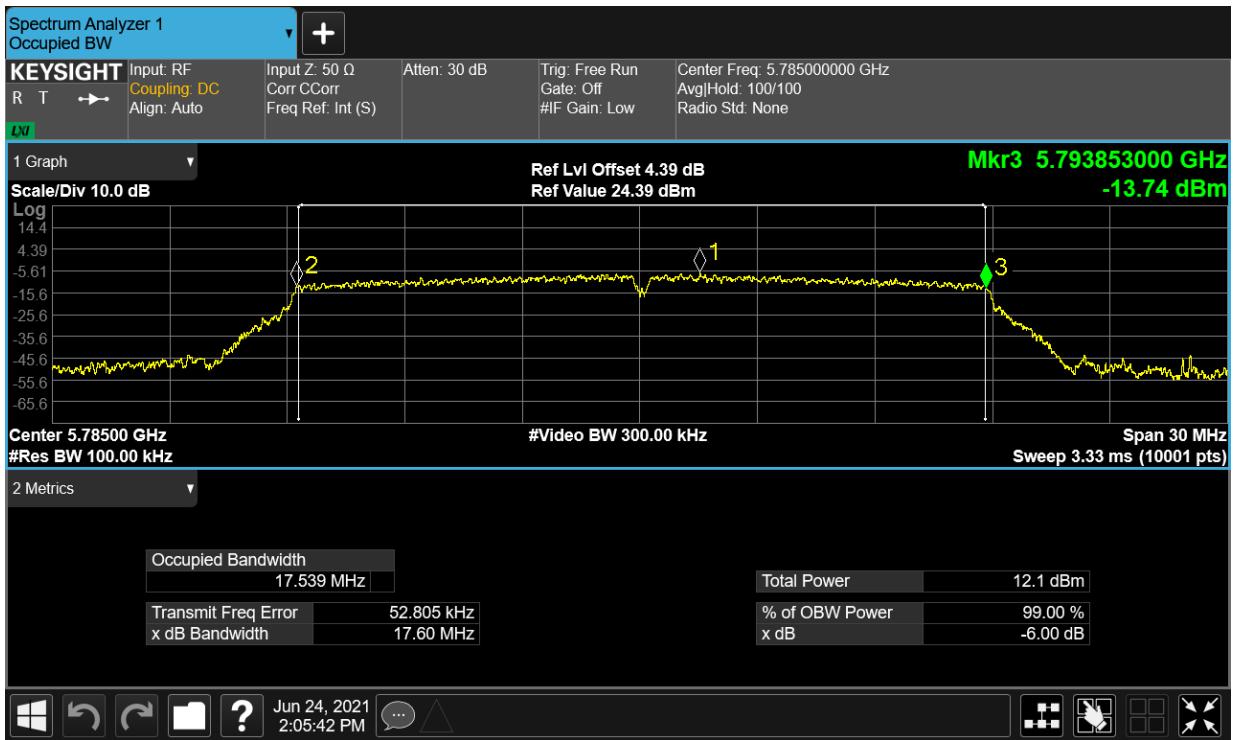 Spectrum Analyzer 1
Occupied BW
KEYSIGHT
R T
LXI
Input: RF
Coupling: DC
Align: Auto
Input Z: 50 Ω
Corr CCorr
Freq Ref: Int (S)
Atten: 30 dB
Trig: Free Run
Gate: Off
#IF Gain: Low
Center Freq: 5.785000000 GHz
Avg|Hold: 100/100
Radio Std: None
1 Graph
Ref Lvl Offset 4.39 dB
Mkr3 5.793853000 GHz
Scale/Div 10.0 dB
Ref Value 24.39 dBm
-13.74 dBm
Log
14.4
4.39
-5.61
-15.6
-25.6
-35.6
-45.6
-55.6
-65.6
2
1
3
Center 5.78500 GHz
#Video BW 300.00 kHz
Span 30 MHz
#Res BW 100.00 kHz
Sweep 3.33 ms (10001 pts)
2 Metrics
Occupied Bandwidth
17.539 MHz
Total Power 12.1 dBm
Transmit Freq Error 52.805 kHz
% of OBW Power 99.00 %
x dB Bandwidth 17.60 MHz
x dB -6.00 dB
?
Jun 24, 2021
2:05:42 PM